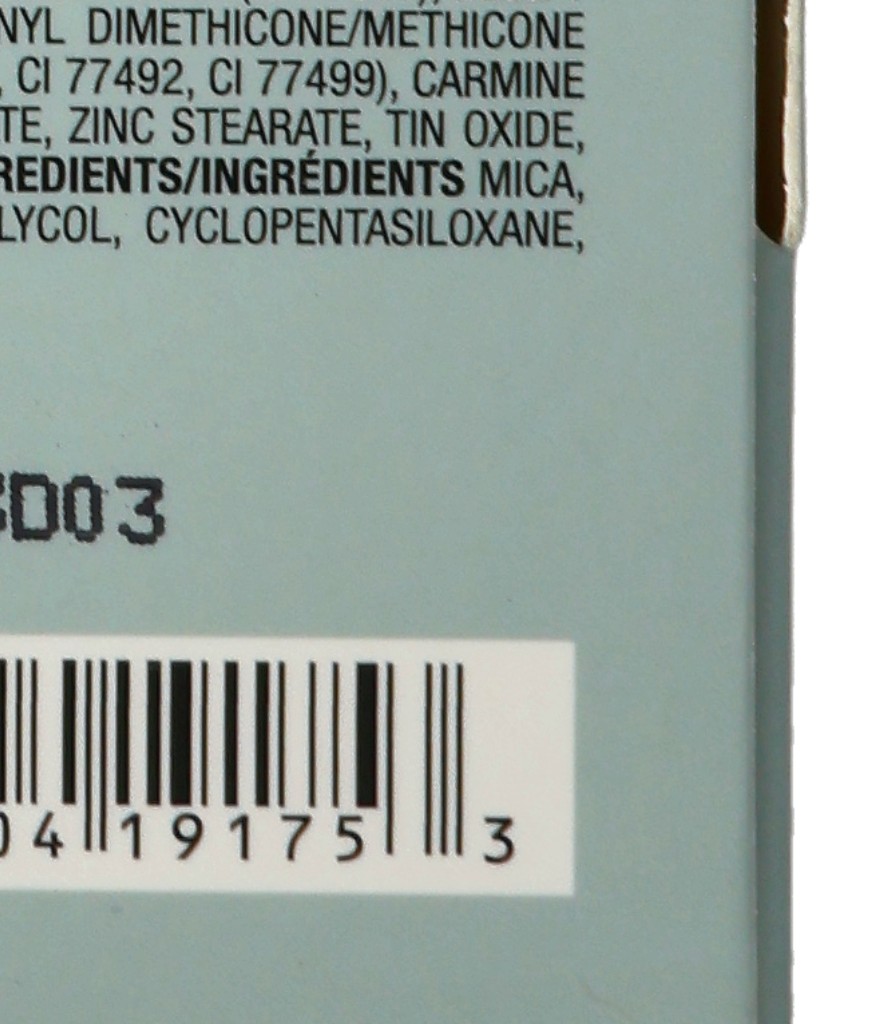 NYL DIMETHICONE/METHICONE
, CI 77492, CI 77499), CARMINE
TE, ZINC STEARATE, TIN OXIDE,
REDIENTS/INGRÉDIENTS MICA,
LYCOL, CYCLOPENTASILOXANE,
D03
04 19175 3